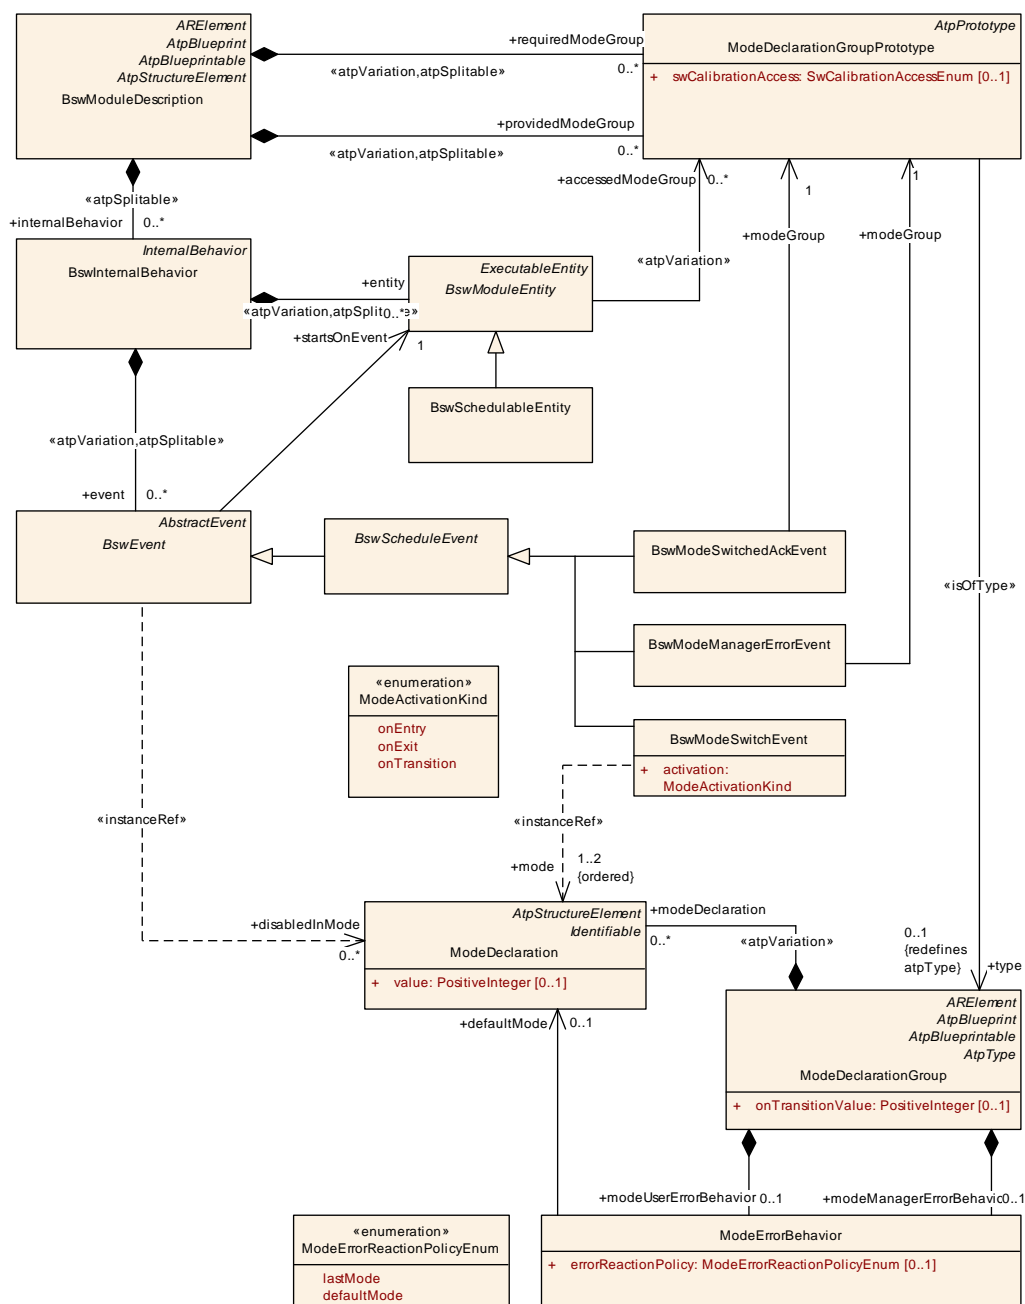 ARElement
AtpBlueprint
AtpBlueprintable
AtpStructureElement
BswModuleDescription
+requiredModeGroup
«atpVariation,atpSplitable»
0..*
AtpPrototype
ModeDeclarationGroupPrototype
+ swCalibrationAccess: SwCalibrationAccessEnum [0..1]
+providedModeGroup
«atpVariation,atpSplitable»
0..*
«atpSplitable»
+internalBehavior 0..*
+accessedModeGroup 0..*
1
1
+modeGroup
+modeGroup
«atpVariation»
InternalBehavior
BswInternalBehavior
+entity
«atpVariation,atpSplit
0..*
ExecutableEntity
BswModuleEntity
+startsOnEvent
1
BswSchedulableEntity
«atpVariation,atpSplitable»
+event 0..*
AbstractEvent
BswEvent
BswScheduleEvent
BswModeSwitchedAckEvent
«isOfType»
BswModeManagerErrorEvent
«enumeration»
ModeActivationKind
onEntry
onExit
onTransition
BswModeSwitchEvent
+ activation:
ModeActivationKind
«instanceRef»
«instanceRef»
+mode
1..2
{ordered}
+disabledInMode
0..*
AtpStructureElement
Identifiable
ModeDeclaration
+ value: PositiveInteger [0..1]
+modeDeclaration
0..*
«atpVariation»
0..1
{redefines
atpType}
+type
+defaultMode 0..1
ARElement
AtpBlueprint
AtpBlueprintable
AtpType
ModeDeclarationGroup
+ onTransitionValue: PositiveInteger [0..1]
+modeUserErrorBehavior 0..1
+modeManagerErrorBehavic 0..1
«enumeration»
ModeErrorReactionPolicyEnum
lastMode
defaultMode
ModeErrorBehavior
+ errorReactionPolicy: ModeErrorReactionPolicyEnum [0..1]